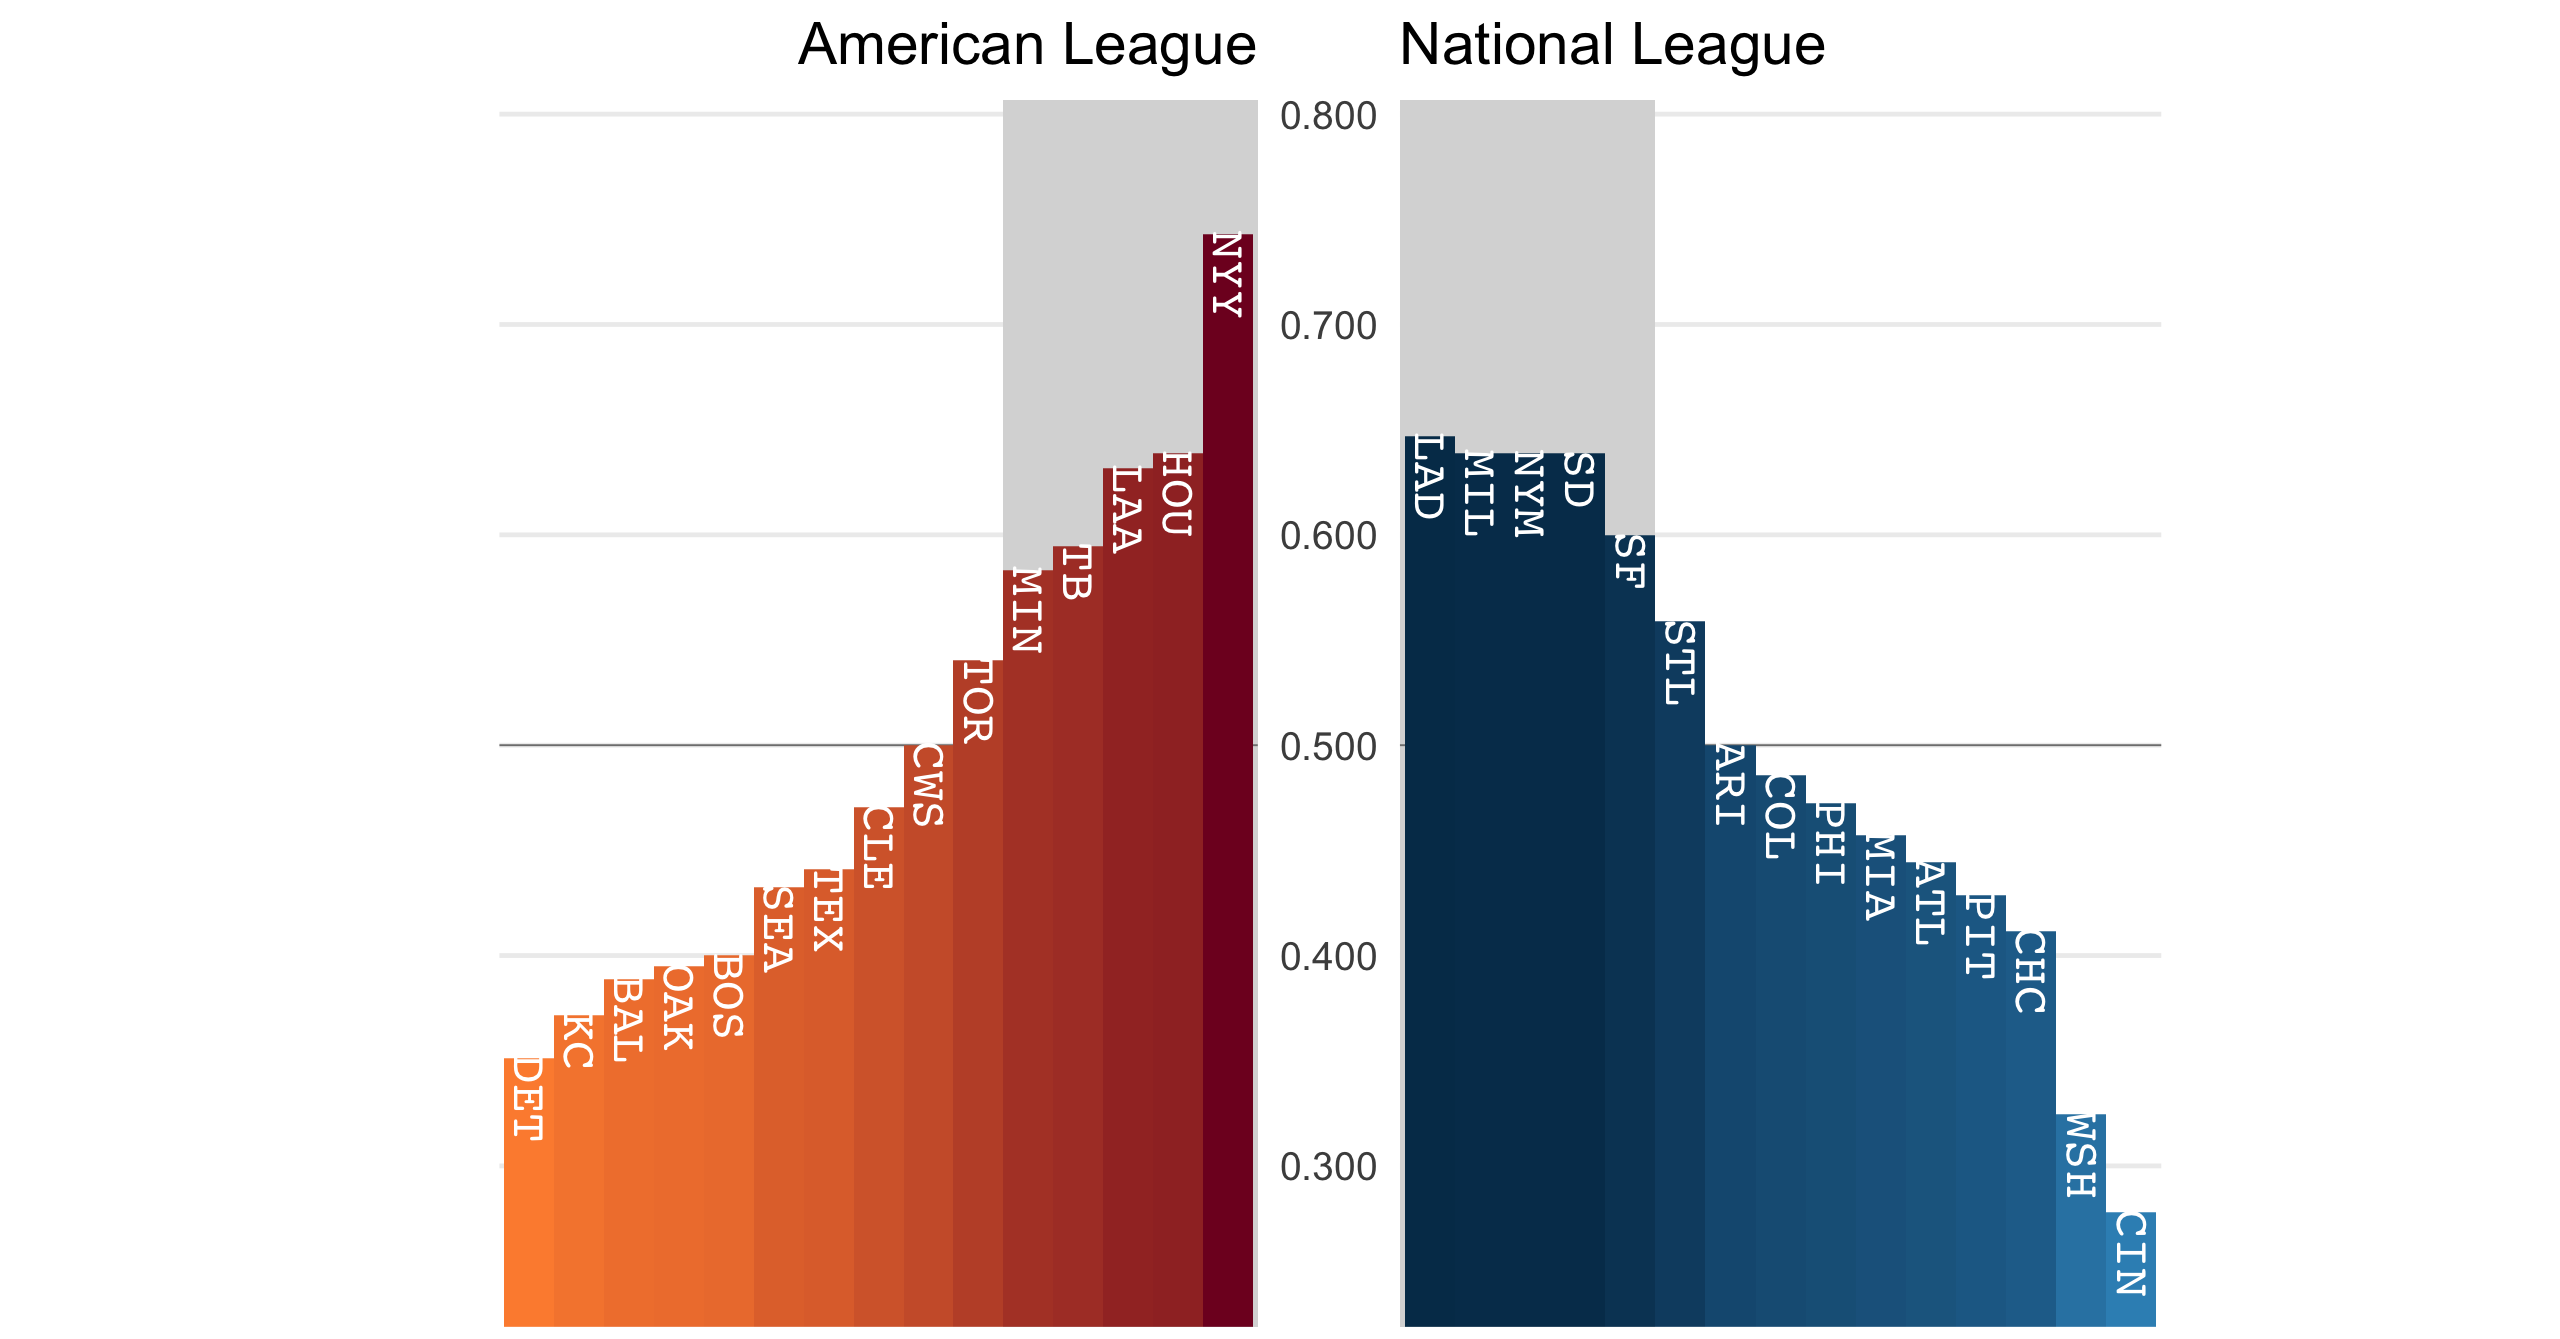 American League
National League
0.800
0.700
0.600
0.500
0.400
0.300
DET
KC
BAL
OAK
BOS
SEA
TEX
CLE
CWS
TOR
MIN
TB
LAA
HOU
NYY
LAD
MIL
NYM
SD
SF
STL
ARI
COL
PHI
MIA
ATL
PIT
CHC
WSH
CIN